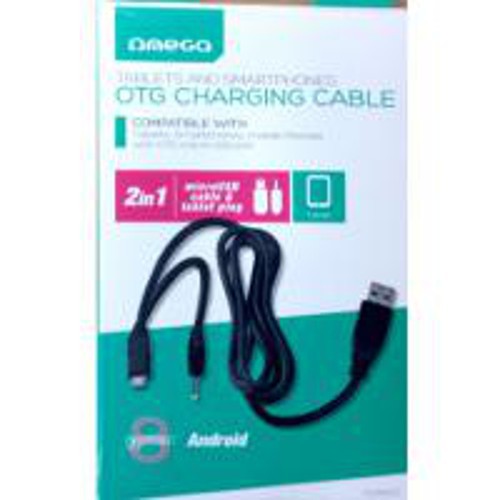 OMEGA
TABLETS AND SMARTPHONES
OTG CHARGING CABLE
COMPATIBLE WITH
2in1
microUSB
cable &
tablet plug
Android